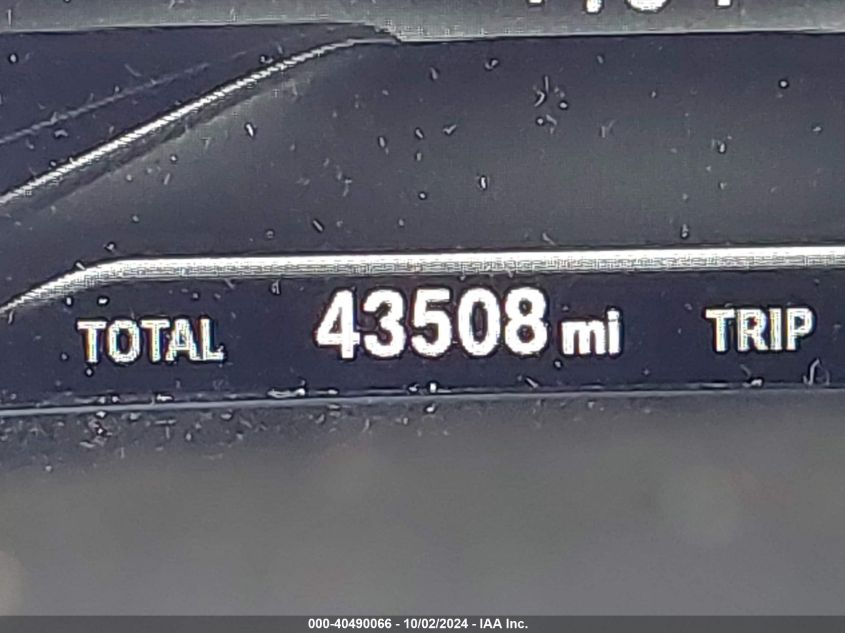 TOTAL 43508 mi TRIP
000-40490066 - 10/02/2024 - IAA Inc.